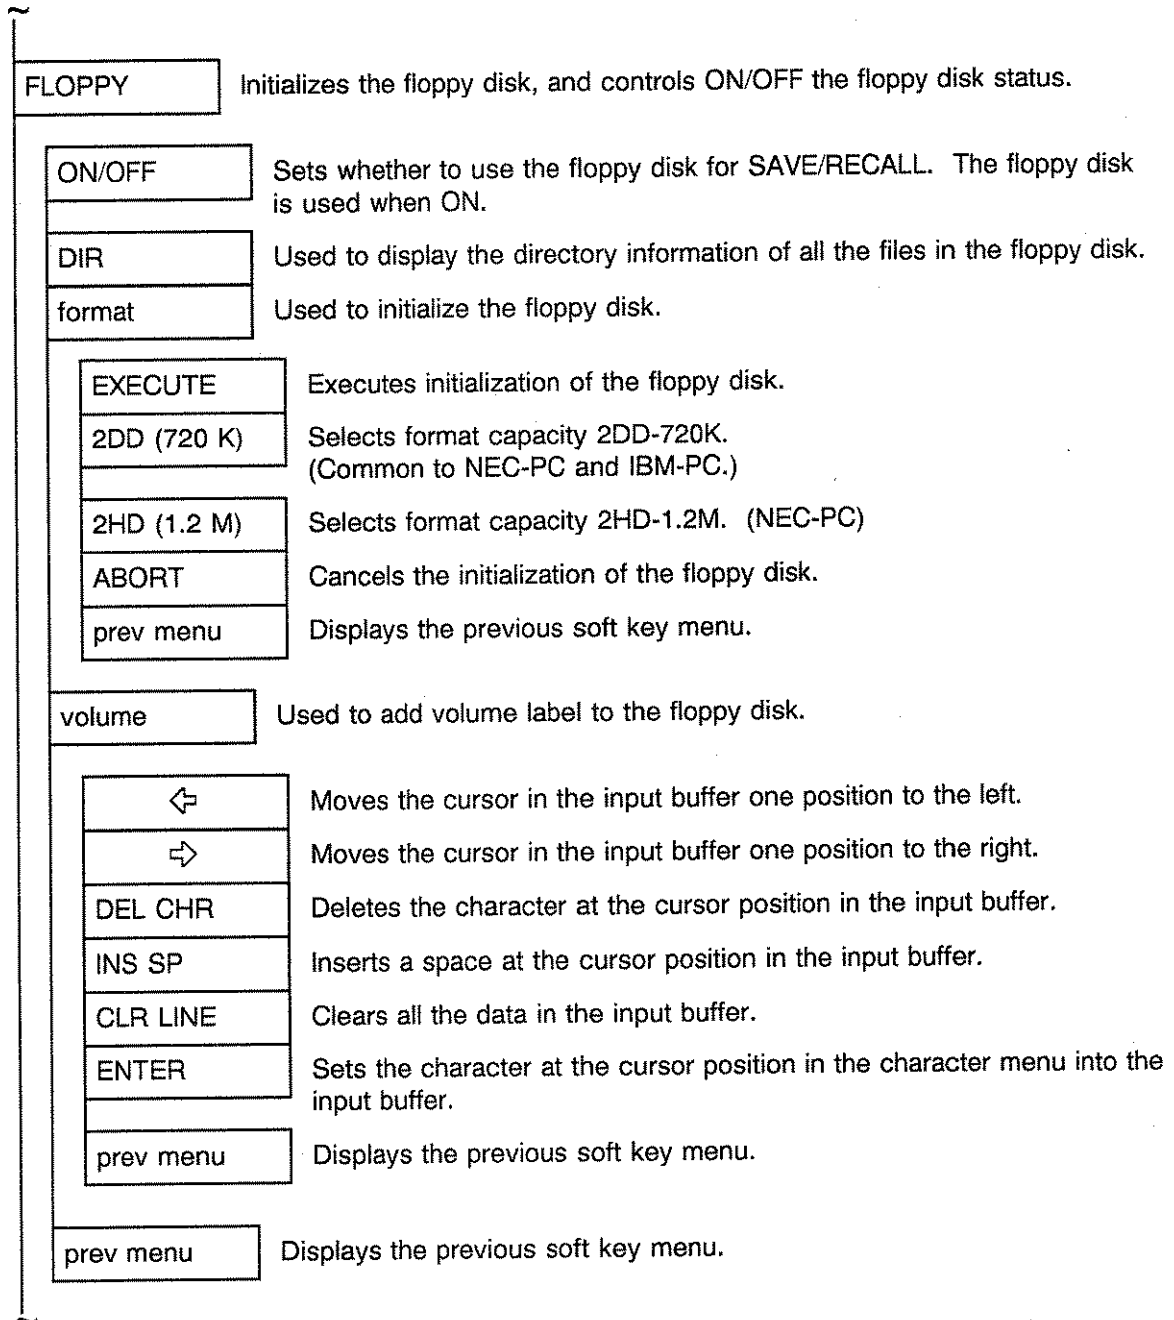 FLOPPY Initializes the floppy disk, and controls ON/OFF the floppy disk status.
ON/OFF Sets whether to use the floppy disk for SAVE/RECALL. The floppy disk
is used when ON.
DIR Used to display the directory information of all the files in the floppy disk.
format Used to initialize the floppy disk.
EXECUTE Executes initialization of the floppy disk.
2DD (720 K) Selects format capacity 2DD-720K.
(Common to NEC-PC and IBM-PC.)
2HD (1.2 M) Selects format capacity 2HD-1.2M. (NEC-PC)
ABORT Cancels the initialization of the floppy disk.
prev menu Displays the previous soft key menu.
volume Used to add volume label to the floppy disk.
⇦ Moves the cursor in the input buffer one position to the left.
⇨ Moves the cursor in the input buffer one position to the right.
DEL CHR Deletes the character at the cursor position in the input buffer.
INS SP Inserts a space at the cursor position in the input buffer.
CLR LINE Clears all the data in the input buffer.
ENTER Sets the character at the cursor position in the character menu into the
input buffer.
prev menu Displays the previous soft key menu.
prev menu Displays the previous soft key menu.